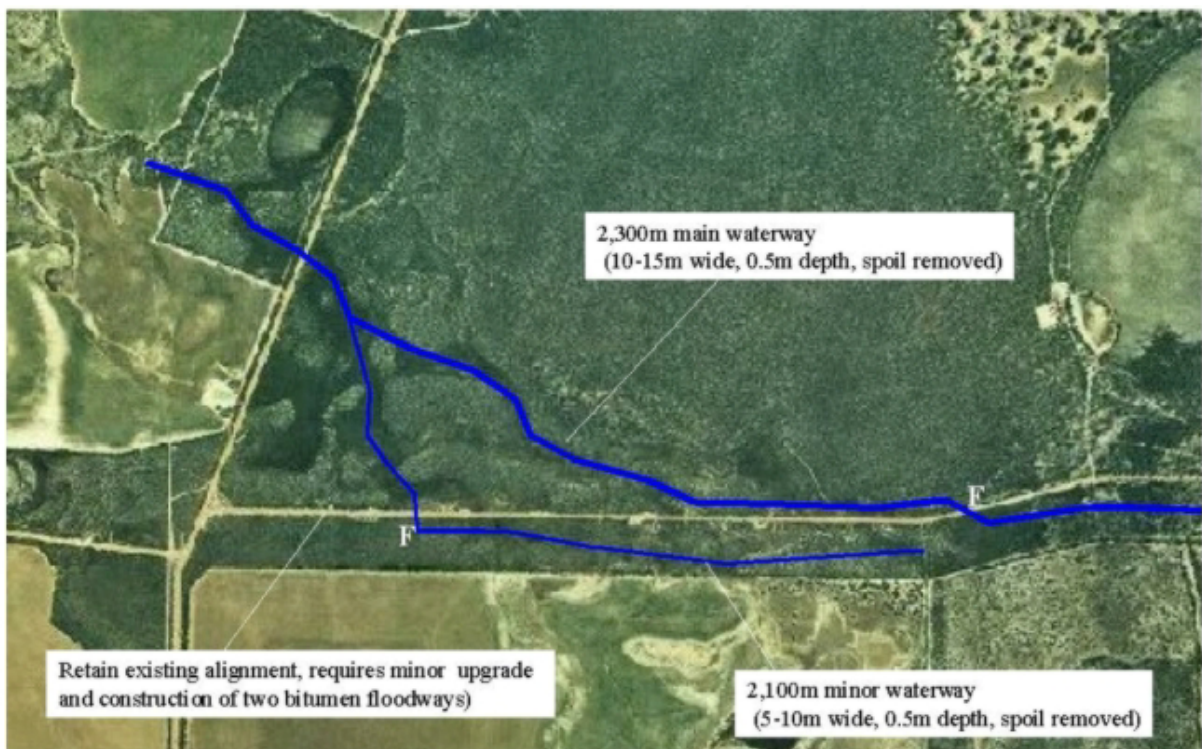 2,300m main waterway
(10-15m wide, 0.5m depth, spoil removed)
F
F
Retain existing alignment, requires minor upgrade
and construction of two bitumen floodways)
2,100m minor waterway
(5-10m wide, 0.5m depth, spoil removed)